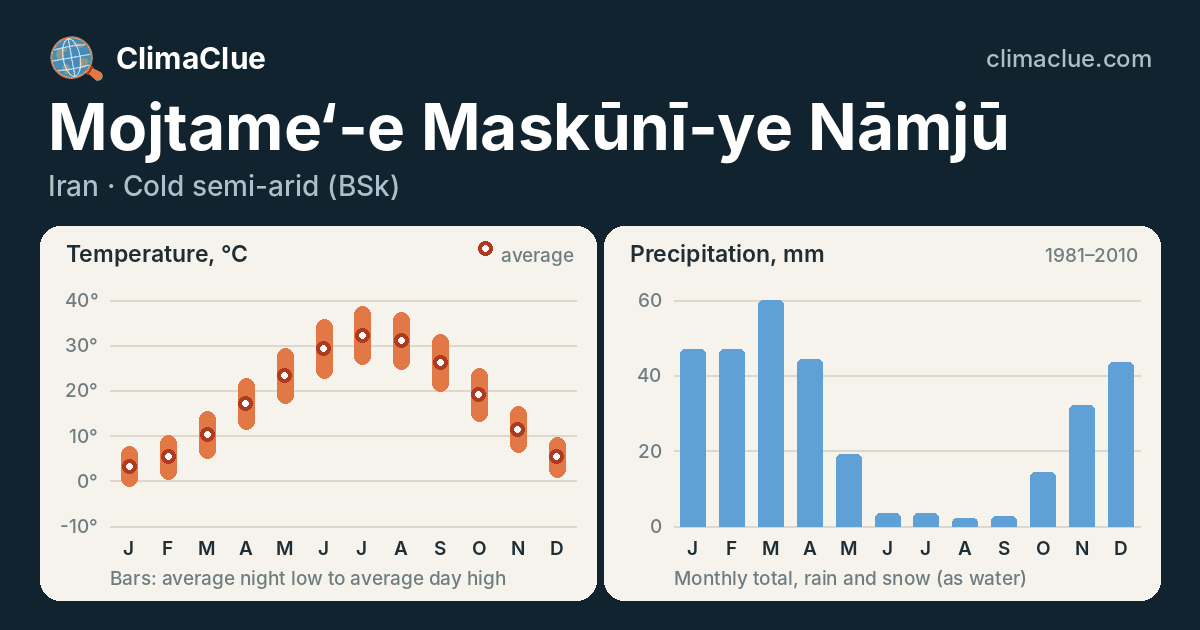 ClimaClue
climaclue.com
Mojtame‘-e Maskūnī-ye Nāmjū
Iran · Cold semi-arid (BSk)
Temperature, °C
average
40°
30°
20°
10°
0°
-10°
J F M A M J J A S O N D
Bars: average night low to average day high
Precipitation, mm
1981–2010
60
40
20
0
J F M A M J J A S O N D
Monthly total, rain and snow (as water)